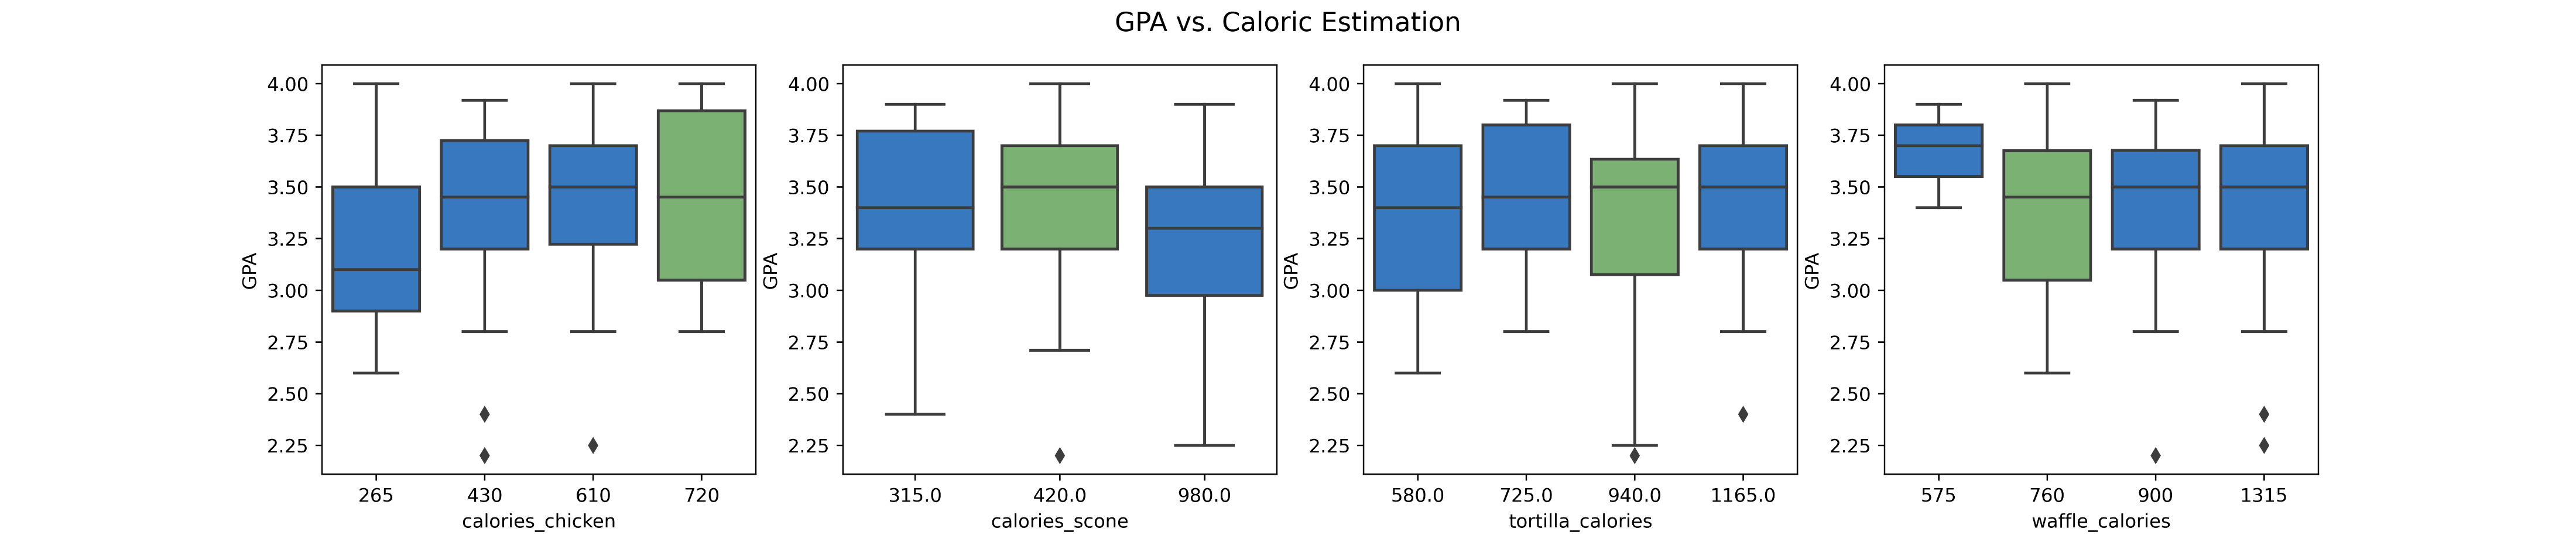 GPA vs. Caloric Estimation
4.00
3.75
3.50
3.25
3.00
2.75
2.50
2.25
GPA
265 430 610 720
calories_chicken
4.00
3.75
3.50
3.25
3.00
2.75
2.50
2.25
GPA
315.0 420.0 980.0
calories_scone
4.00
3.75
3.50
3.25
3.00
2.75
2.50
2.25
GPA
580.0 725.0 940.0 1165.0
tortilla_calories
4.00
3.75
3.50
3.25
3.00
2.75
2.50
2.25
GPA
575 760 900 1315
waffle_calories